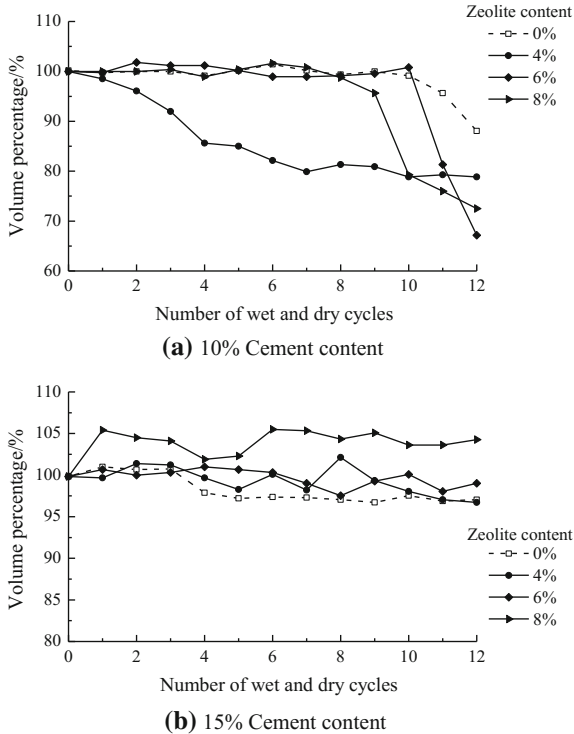 Zeolite content
0%
4%
6%
8%
110
100
90
80
70
60
Volume percentage/%
0 2 4 6 8 10 12
Number of wet and dry cycles
(a) 10% Cement content
110
105
100
95
90
85
80
Volume percentage/%
Zeolite content
0%
4%
6%
8%
0 2 4 6 8 10 12
Number of wet and dry cycles
(b) 15% Cement content